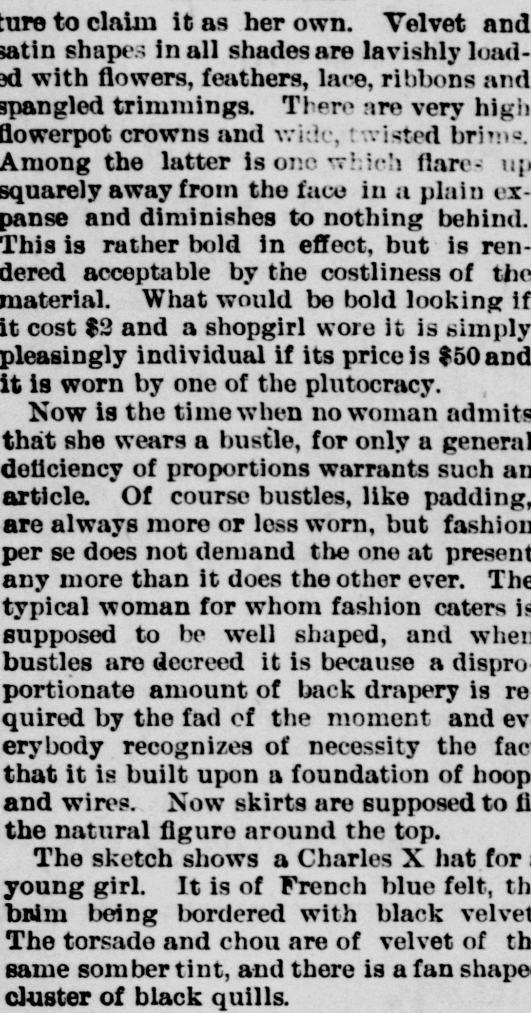 ture to claim it as her own. Velvet and
satin shapes in all shades are lavishly load-
ed with flowers, feathers, lace, ribbons and
spangled trimmings. There are very high
flowerpot crowns and wide, twisted brims.
Among the latter is one which flares up
squarely away from the face in a plain ex-
panse and diminishes to nothing behind.
This is rather bold in effect, but is ren-
dered acceptable by the costliness of the
material. What would be bold looking if
it cost $2 and a shopgirl wore it is simply
pleasingly individual if its price is $50 and
it is worn by one of the plutocracy.
Now is the time when no woman admits
that she wears a bustle, for only a general
deficiency of proportions warrants such an
article. Of course bustles, like padding,
are always more or less worn, but fashion
per se does not demand the one at present
any more than it does the other ever. The
typical woman for whom fashion caters is
supposed to be well shaped, and when
bustles are decreed it is because a dispro
portionate amount of back drapery is re
quired by the fad of the moment and ev
erybody recognizes of necessity the fac
that it is built upon a foundation of hoop
and wires. Now skirts are supposed to fi
the natural figure around the top.
The sketch shows a Charles X hat for
young girl. It is of French blue felt, th
brim being bordered with black velvet
The torsade and chou are of velvet of th
same somber tint, and there is a fan shape
cluster of black quills.